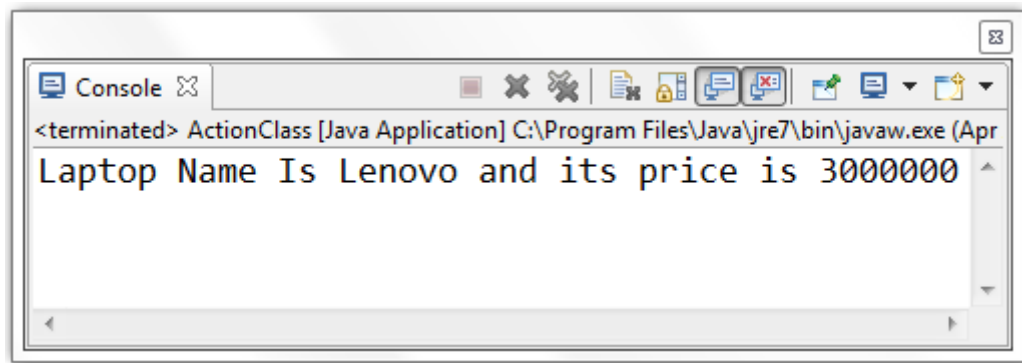 Console
<terminated> ActionClass [Java Application] C:\Program Files\Java\jre7\bin\javaw.exe (Apr
Laptop Name Is Lenovo and its price is 3000000